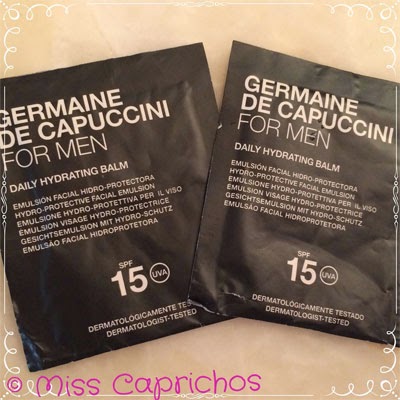 GERMAINE
DE CAPUCCINI
FOR MEN
DAILY HYDRATING BALM
EMULSIÓN FACIAL HIDRO-PROTECTORA
HYDRO-PROTECTIVE FACIAL EMULSION
EMULSIONE HYDRO-PROTETTIVA PER IL VISO
EMULSION VISAGE HYDRO-PROTECTRICE
GESICHTSEMULSION MIT HYDRO-SCHUTZ
EMULSÃO FACIAL HIDROPROTETORA
SPF
15 UVA
DERMATOLÓGICAMENTE TESTADO
DERMATOLOGIST-TESTED
GERMAINE
DE CAPUCCINI
FOR MEN
DAILY HYDRATING BALM
EMULSIÓN FACIAL HIDRO-PROTECTORA
HYDRO-PROTECTIVE FACIAL EMULSION
EMULSIONE HYDRO-PROTETTIVA PER IL VISO
EMULSION VISAGE HYDRO-PROTECTRICE
GESICHTSEMULSION MIT HYDRO-SCHUTZ
EMULSÃO FACIAL HIDROPROTETORA
SPF
15 UVA
DERMATOLÓGICAMENTE TESTADO
DERMATOLOGIST-TESTED
© Miss Caprichos